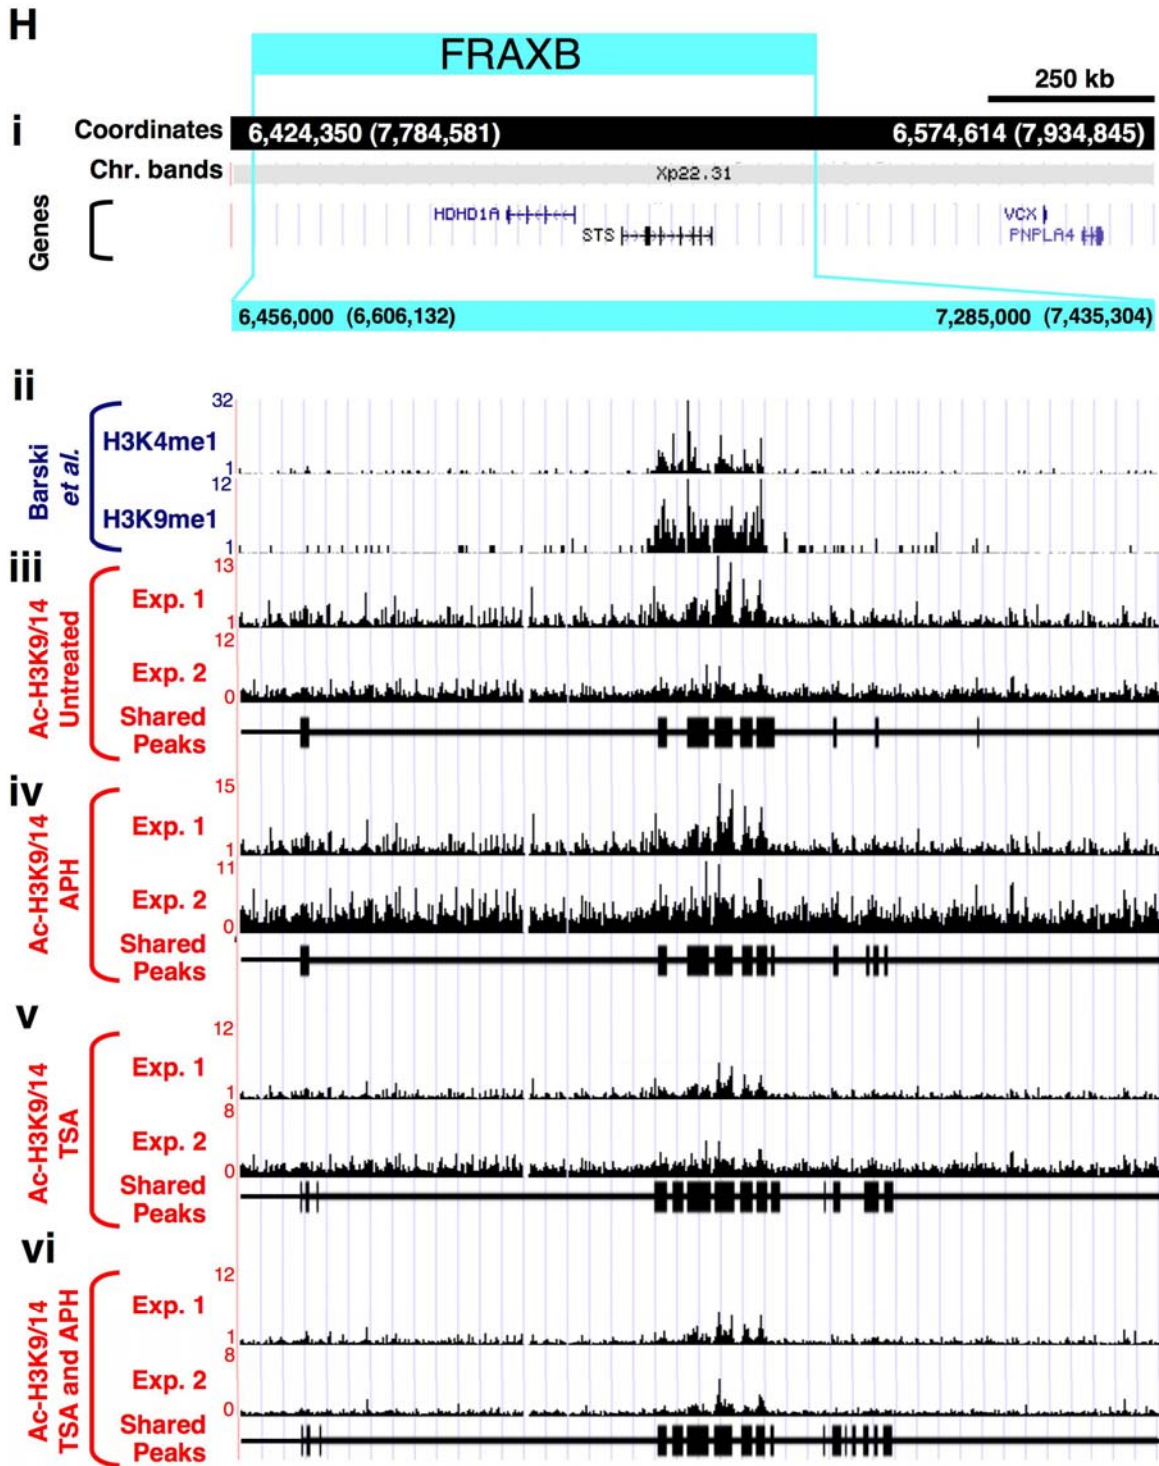 H
FRAXB
250 kb
i
Coordinates 6,424,350 (7,784,581) 6,574,614 (7,934,845)
Chr. bands Xp22.31
Genes
HDHD1A VCX
STS PNPLA4
6,456,000 (6,606,132) 7,285,000 (7,435,304)
ii
Barski
et al.
32
H3K4me1
1
12
H3K9me1
1
iii
Ac-H3K9/14
Untreated
13
Exp. 1
1
12
Exp. 2
0
Shared
Peaks
iv
Ac-H3K9/14
APH
15
Exp. 1
1
11
Exp. 2
0
Shared
Peaks
v
Ac-H3K9/14
TSA
12
Exp. 1
1
8
Exp. 2
0
Shared
Peaks
vi
Ac-H3K9/14
TSA and APH
12
Exp. 1
1
8
Exp. 2
0
Shared
Peaks